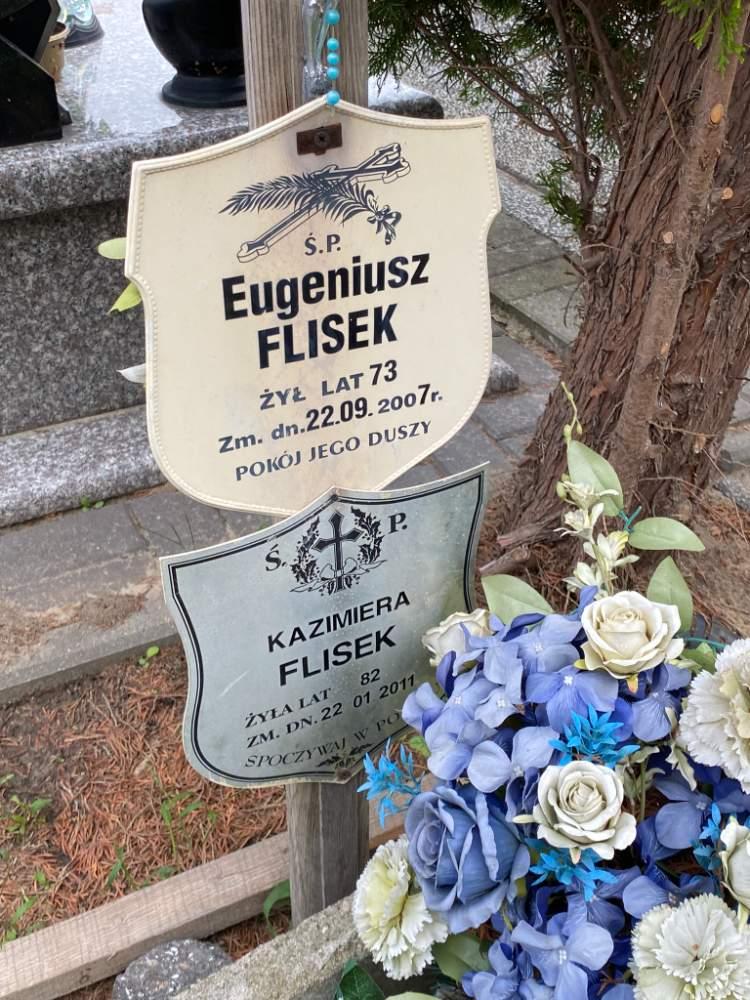 Ś.P.
Eugeniusz
FLISEK
ŻYŁ LAT 73
Zm. dn. 22.09.2007r.
POKÓJ JEGO DUSZY
Ś. P.
KAZIMIERA
FLISEK
ŻYŁA LAT 82
ZM. DN. 22 01 2011
SPOCZYWAJ W